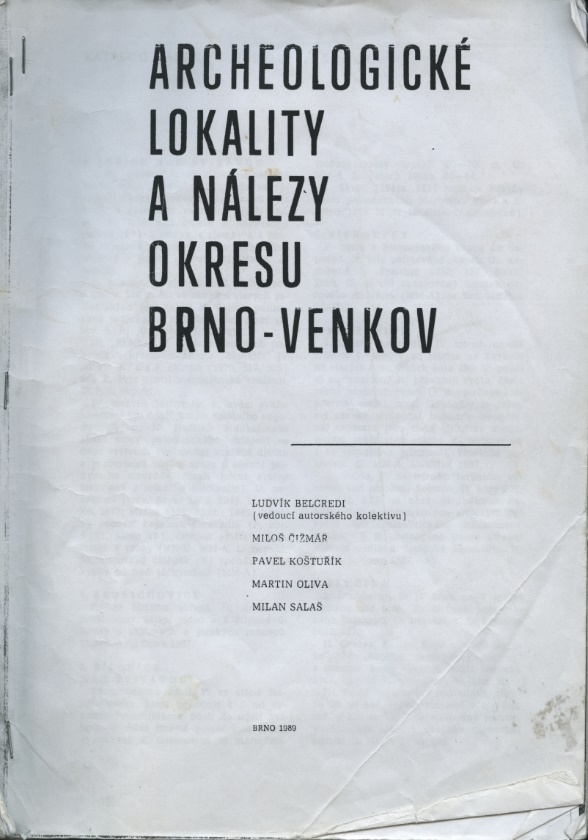 ARCHEOLOGICKÉ
LOKALITY
A NÁLEZY
OKRESU
BRNO-VENKOV
LUDVÍK BELCREDI
(vedoucí autorského kolektivu)
MILOŠ ČIŽMÁŘ
PAVEL KOŠTUŘÍK
MARTIN OLIVA
MILAN SALAŠ
BRNO 1989